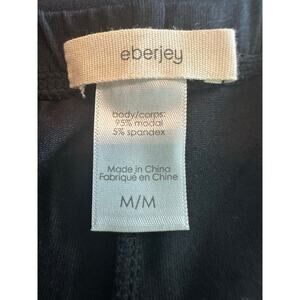 eberjey
body/corps:
95% modal
5% spandex
Made in China
Fabriqué en Chine
M/M